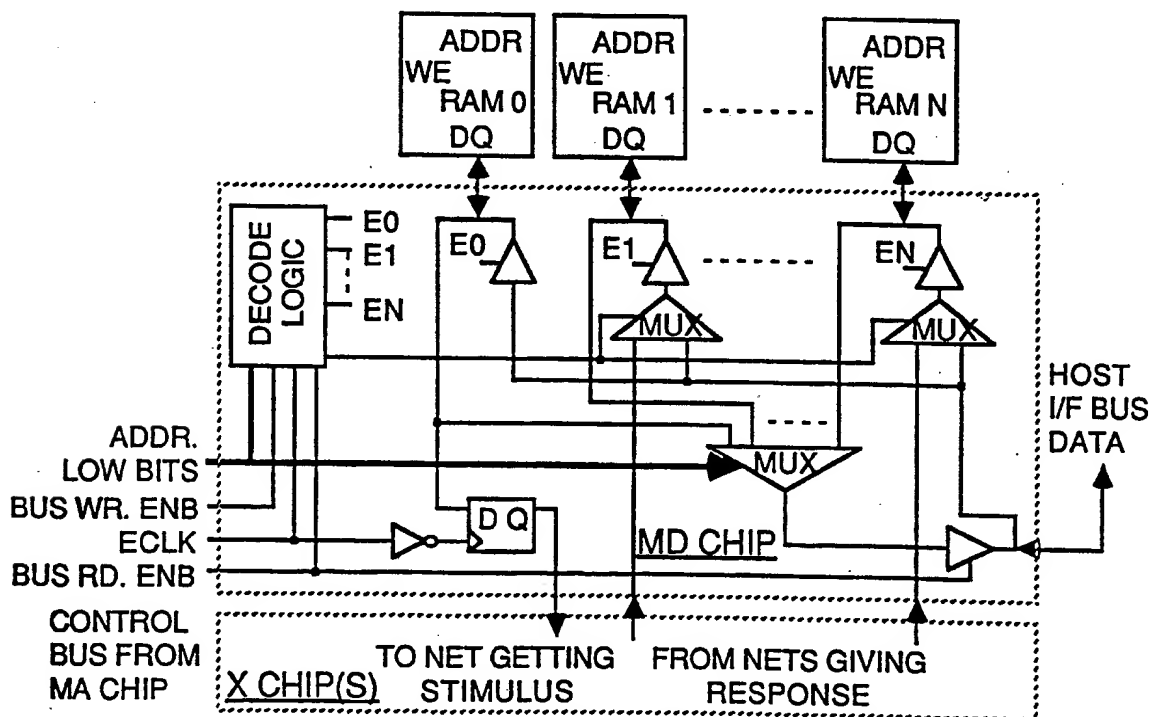 ADDR
WE
RAM 0
DQ
ADDR
WE
RAM 1
DQ
ADDR
WE
RAM N
DQ
DECODE
LOGIC
E0
E1
EN
E0
E1
EN
MUX
MUX
MUX
D Q
MD CHIP
HOST
I/F BUS
DATA
ADDR.
LOW BITS
BUS WR. ENB
ECLK
BUS RD. ENB
CONTROL
BUS FROM
MA CHIP
X CHIP(S)
TO NET GETTING
STIMULUS
FROM NETS GIVING
RESPONSE